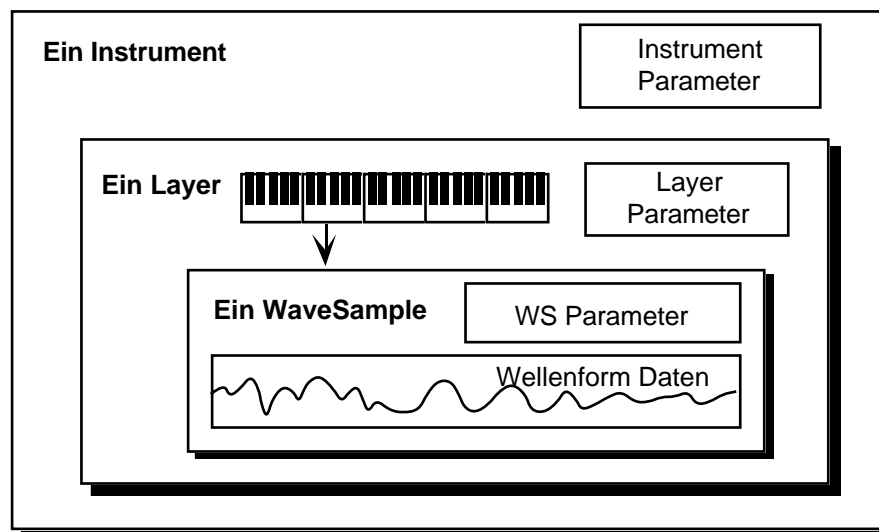 Ein Instrument
Instrument
Parameter
Ein Layer
Layer
Parameter
Ein WaveSample
WS Parameter
Wellenform Daten